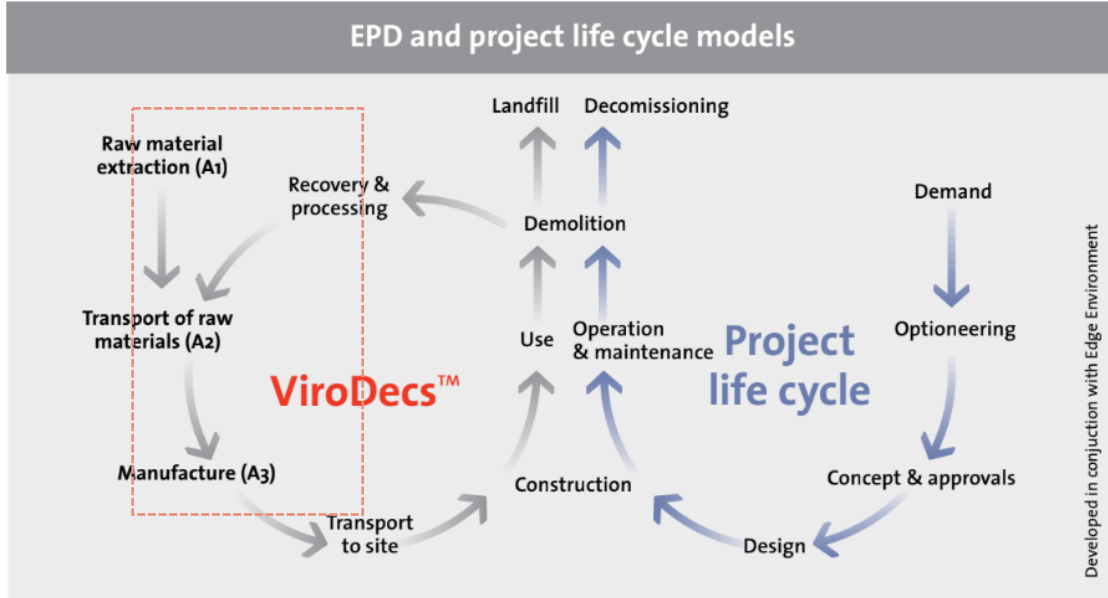 EPD and project life cycle models
Landfill
Decomissioning
Raw material
extraction (A1)
Recovery &
processing
Demolition
Demand
Transport of raw
materials (A2)
Use
Operation
& maintenance
Project
life cycle
Optioneering
ViroDecs™
Manufacture (A3)
Construction
Concept & approvals
Transport
to site
Design
Developed in conjuction with Edge Environment